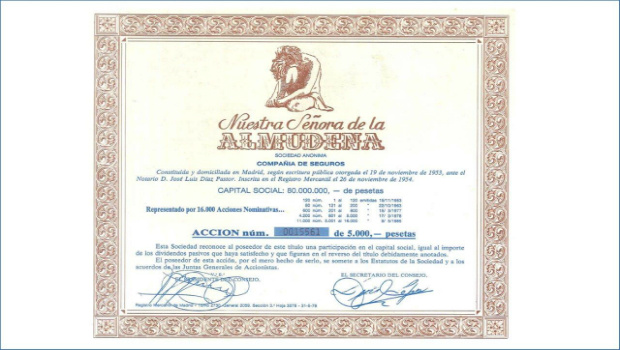 Nuestra Señora de la
ALMUDENA
SOCIEDAD ANONIMA
COMPAÑIA DE SEGUROS
Constituida y domiciliada en Madrid, según escritura pública otorgada el 19 de noviembre de 1953, ante el
Notario D. José Luis Díaz Pastor. Inscrita en el Registro Mercantil el 26 de noviembre de 1954.
CAPITAL SOCIAL: 80.000.000, — de pesetas
Representado por 16.000 Acciones Nominativas...
ACCION núm. 0015561 de 5.000,— pesetas
Esta Sociedad reconoce al poseedor de este título una participación en el capital social, igual al importe
de los dividendos pasivos que haya satisfecho y que figuran en el reverso del título debidamente anotados.
El poseedor de esta acción, por el mero hecho de serlo, se somete a los Estatutos de la Sociedad y a los
acuerdos de las Juntas Generales de Accionistas.
EL SECRETARIO DEL CONSEJO,